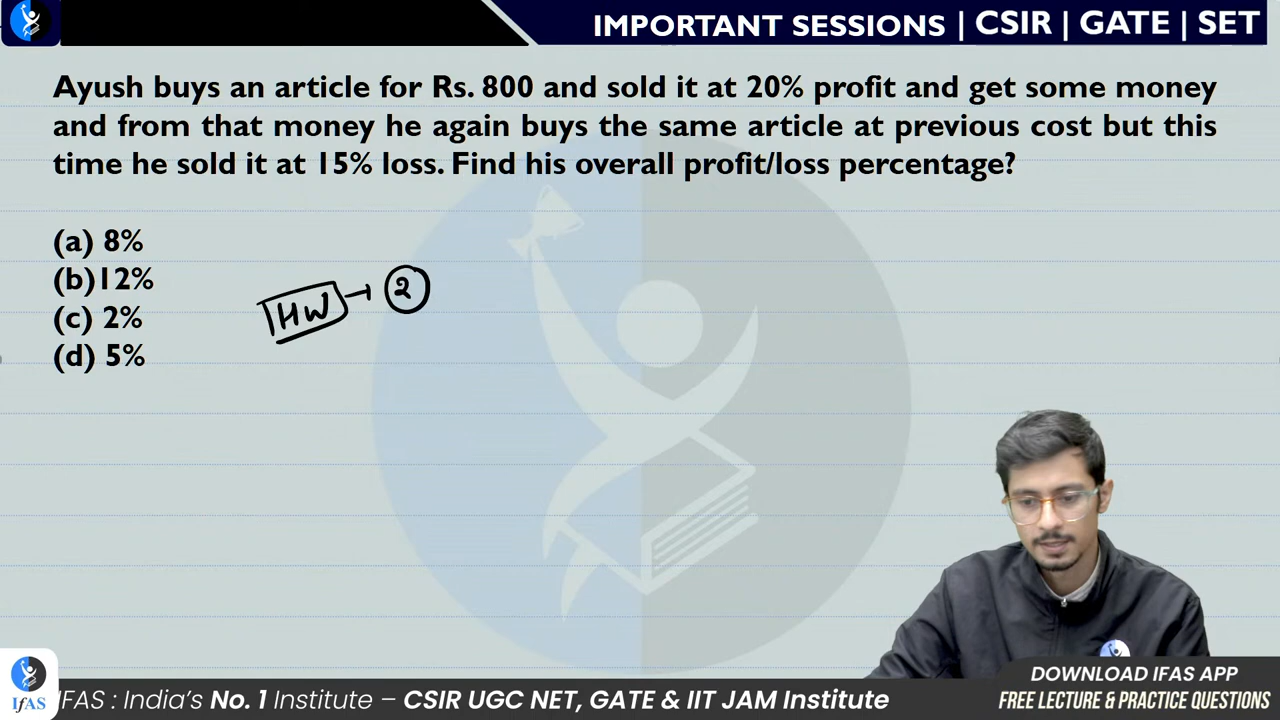 IMPORTANT SESSIONS | CSIR | GATE | SET
Ayush buys an article for Rs. 800 and sold it at 20% profit and get some money
and from that money he again buys the same article at previous cost but this
time he sold it at 15% loss. Find his overall profit/loss percentage?
(a) 8%
(b)12%
(c) 2%
(d) 5%
HW → 2
IFAS
IFAS : India's No. 1 Institute – CSIR UGC NET, GATE & IIT JAM Institute
DOWNLOAD IFAS APP
FREE LECTURE & PRACTICE QUESTIONS